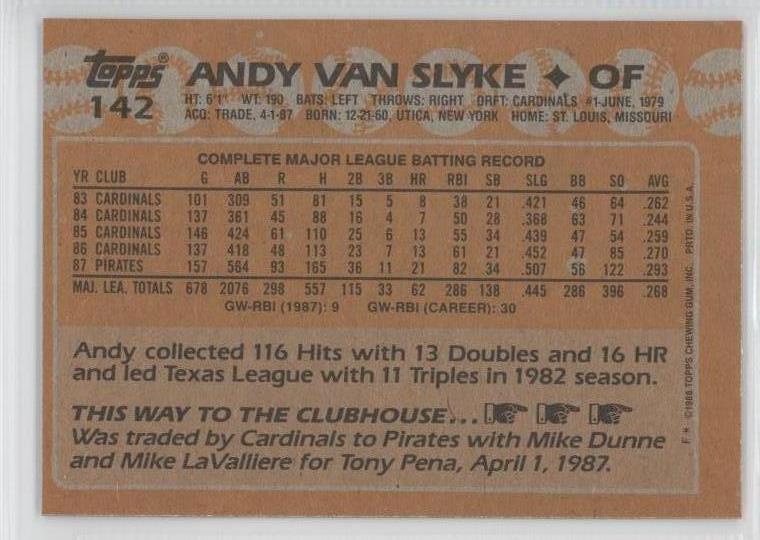 topps® ANDY VAN SLYKE ✦ OF
142 HT: 6'1" WT: 190 BATS: LEFT THROWS: RIGHT DRFT: CARDINALS #1-JUNE, 1979
ACQ: TRADE, 4-1-87 BORN: 12-21-60, UTICA, NEW YORK HOME: ST. LOUIS, MISSOURI
COMPLETE MAJOR LEAGUE BATTING RECORD
YR CLUB G AB R H 2B 3B HR RBI SB SLG BB SO AVG
83 CARDINALS 101 309 51 81 15 5 8 38 21 .421 46 64 .262
84 CARDINALS 137 361 45 88 16 4 7 50 28 .368 63 71 .244
85 CARDINALS 146 424 61 110 25 6 13 55 34 .439 47 54 .259
86 CARDINALS 137 418 48 113 23 7 13 61 21 .452 47 85 .270
87 PIRATES 157 564 93 165 36 11 21 82 34 .507 56 122 .293
MAJ. LEA. TOTALS 678 2076 298 557 115 33 62 286 138 .445 286 396 .268
GW-RBI (1987): 9 GW-RBI (CAREER): 30
Andy collected 116 Hits with 13 Doubles and 16 HR
and led Texas League with 11 Triples in 1982 season.
THIS WAY TO THE CLUBHOUSE...
Was traded by Cardinals to Pirates with Mike Dunne
and Mike LaValliere for Tony Pena, April 1, 1987.
F * ©1988 TOPPS CHEWING GUM, INC. PRTD. IN U.S.A.